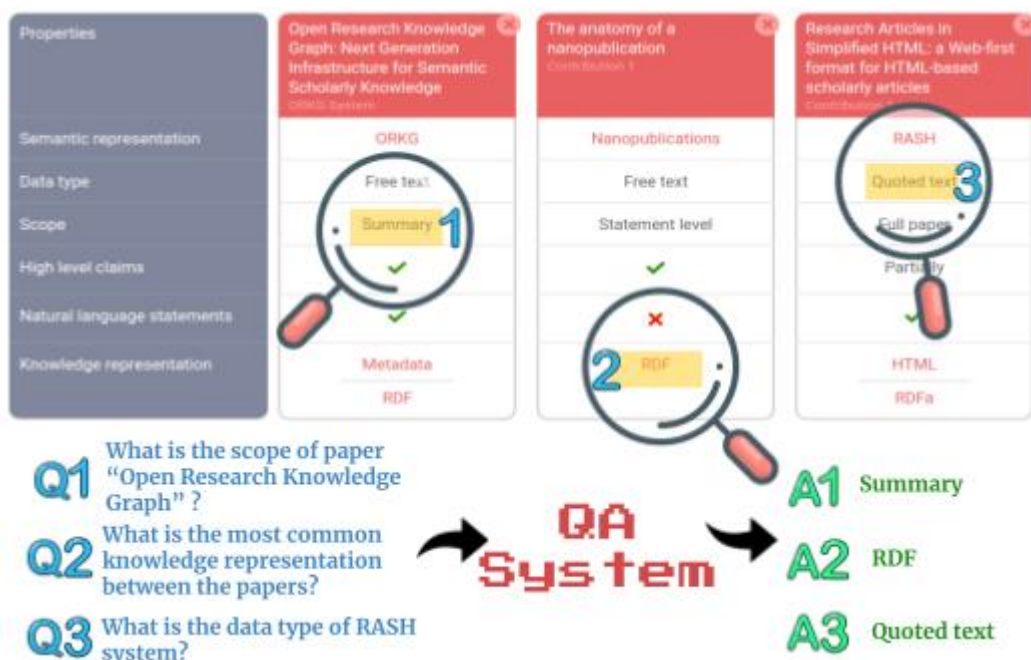 Properties
Open Research Knowledge
Graph: Next Generation
Infrastructure for Semantic
Scholarly Knowledge
ORKG System
The anatomy of a
nanopublication
Contribution 1
Research Articles in
Simplified HTML: a Web-first
format for HTML-based
scholarly articles
Contribution
Semantic representation
ORKG
Nanopublications
RASH
Data type
Free text
Free text
Quoted text
3
Scope
Summary
1
Statement level
Full paper
High level claims
Partially
Natural language statements
Knowledge representation
Metadata
2
RDF
HTML
RDF
RDFa
Q1
What is the scope of paper
“Open Research Knowledge
Graph” ?
Q2
What is the most common
knowledge representation
between the papers?
Q3
What is the data type of RASH
system?
QA
System
A1 Summary
A2 RDF
A3 Quoted text